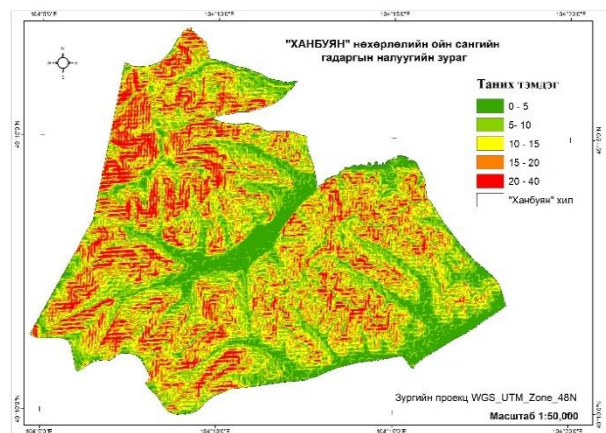 "ХАНБУЯН" нөхөрлөлийн ойн сангийн
гадаргын налуугийн зураг
Таних тэмдэг
0 - 5
5- 10
10 - 15
15 - 20
20 - 40
"Ханбуян" хил
Зургийн проекц WGS_UTM_Zone_48N
Масштаб 1:50,000